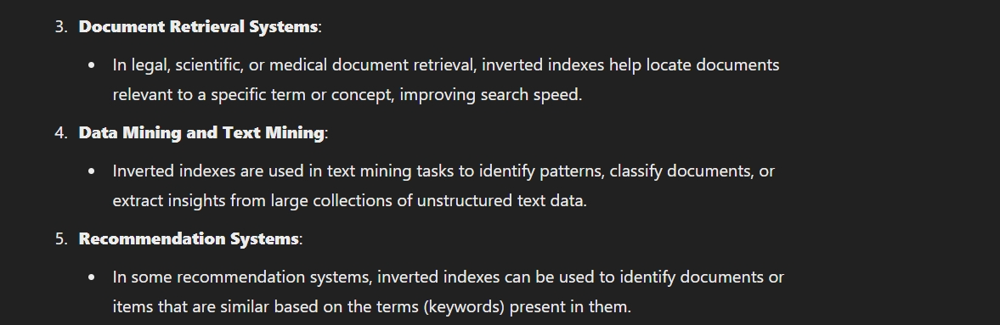 3. Document Retrieval Systems:
• In legal, scientific, or medical document retrieval, inverted indexes help locate documents
relevant to a specific term or concept, improving search speed.
4. Data Mining and Text Mining:
• Inverted indexes are used in text mining tasks to identify patterns, classify documents, or
extract insights from large collections of unstructured text data.
5. Recommendation Systems:
• In some recommendation systems, inverted indexes can be used to identify documents or
items that are similar based on the terms (keywords) present in them.